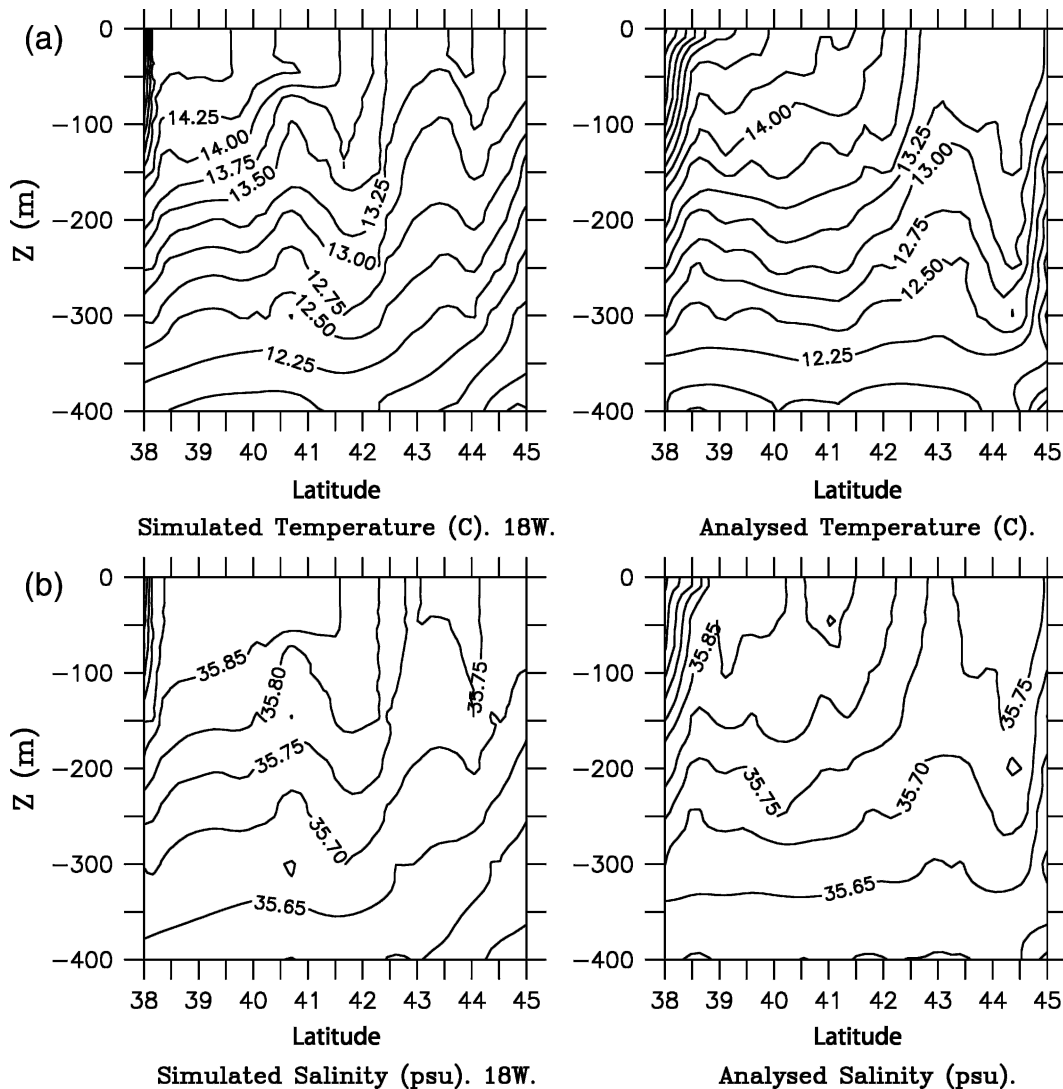 (a)
0
-100
-200
-300
-400
Z (m)
14.25
14.00
13.75
13.50
13.25
13.00
12.75
12.50
12.25
38 39 40 41 42 43 44 45
Latitude
Simulated Temperature (C). 18W.
0
-100
-200
-300
-400
14.00
13.25
13.00
12.75
12.50
12.25
38 39 40 41 42 43 44 45
Latitude
Analysed Temperature (C).
(b)
0
-100
-200
-300
-400
Z (m)
35.85
35.80
35.75
35.75
35.70
35.65
38 39 40 41 42 43 44 45
Latitude
Simulated Salinity (psu). 18W.
0
-100
-200
-300
-400
35.85
35.75
35.75
35.70
35.65
38 39 40 41 42 43 44 45
Latitude
Analysed Salinity (psu).